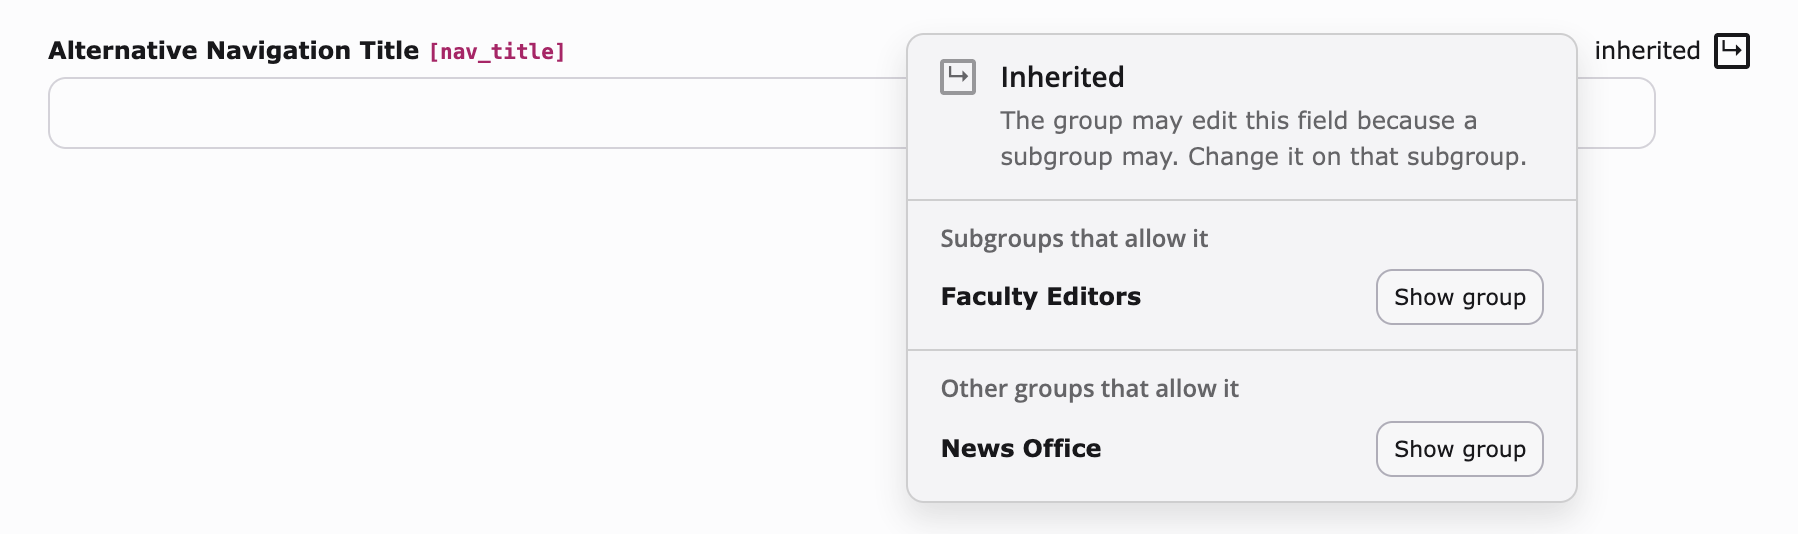 Alternative Navigation Title [nav_title]
inherited
Inherited
The group may edit this field because a
subgroup may. Change it on that subgroup.
Subgroups that allow it
Faculty Editors
Show group
Other groups that allow it
News Office
Show group